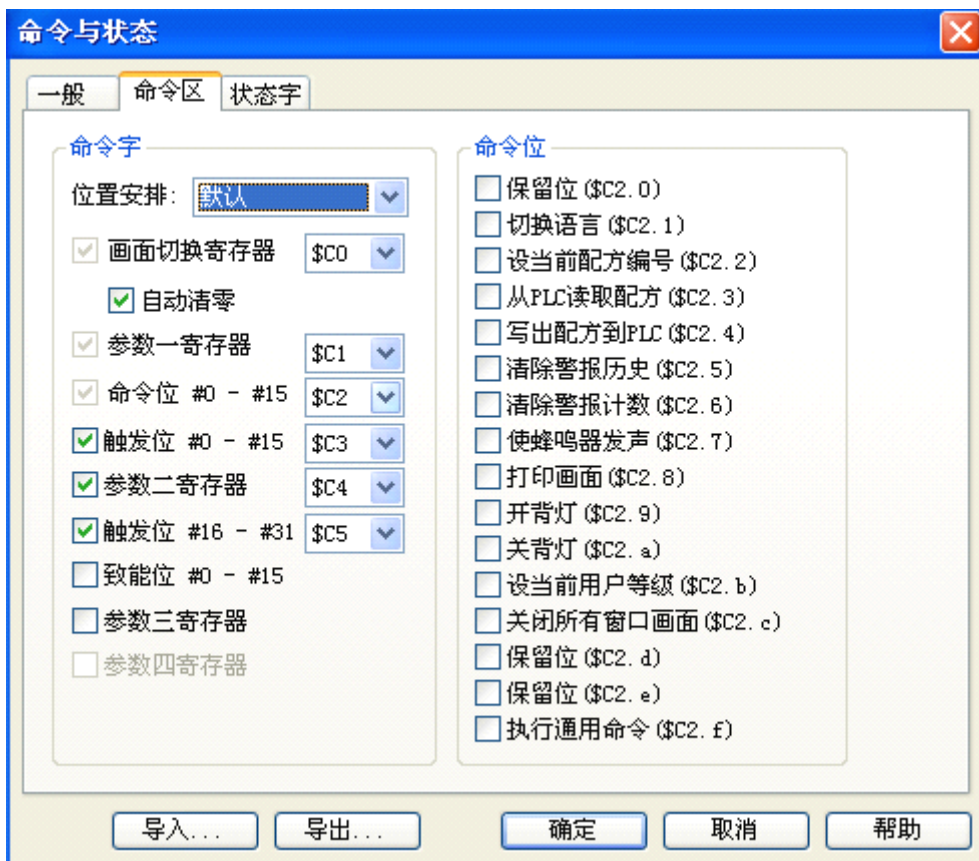 命令与状态
一般 命令区 状态字
命令字
位置安排: 默认
画面切换寄存器 $C0
自动清零
参数一寄存器 $C1
命令位 #0 - #15 $C2
触发位 #0 - #15 $C3
参数二寄存器 $C4
触发位 #16 - #31 $C5
致能位 #0 - #15
参数三寄存器
参数四寄存器
命令位
保留位($C2.0)
切换语言($C2.1)
设当前配方编号($C2.2)
从PLC读取配方($C2.3)
写出配方到PLC($C2.4)
清除警报历史($C2.5)
清除警报计数($C2.6)
使蜂鸣器发声($C2.7)
打印画面($C2.8)
开背灯($C2.9)
关背灯($C2.a)
设当前用户等级($C2.b)
关闭所有窗口画面($C2.c)
保留位($C2.d)
保留位($C2.e)
执行通用命令($C2.f)
导入... 导出... 确定 取消 帮助